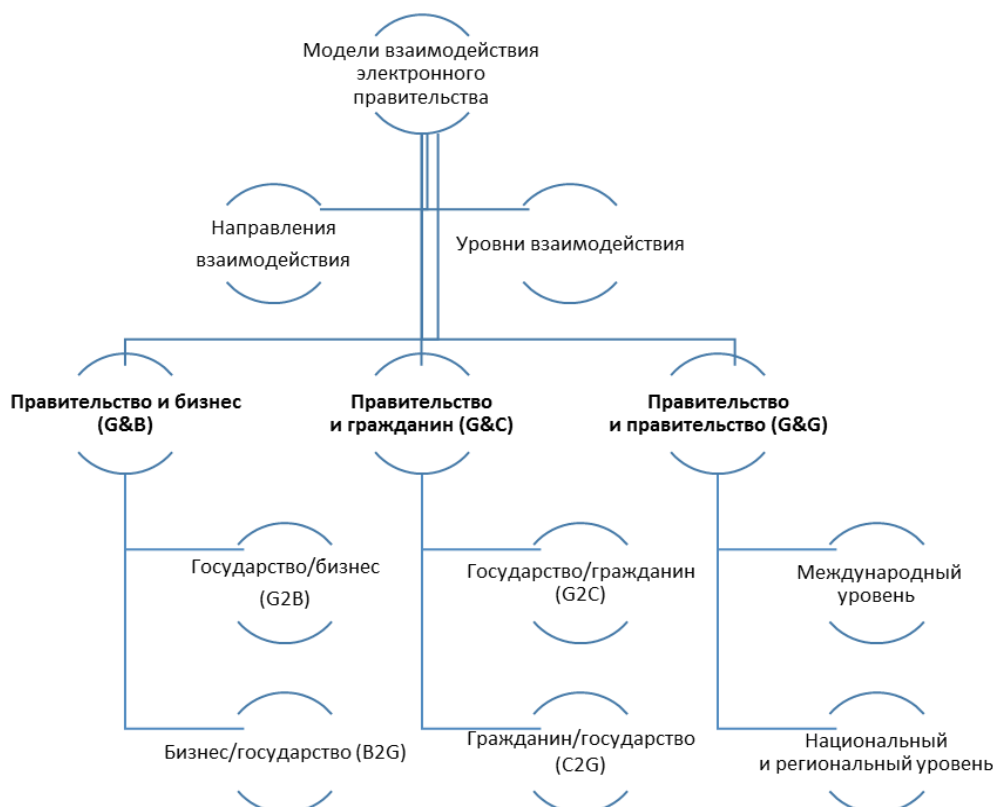 Модели взаимодействия
электронного
правительства
Направления
взаимодействия
Уровни взаимодействия
Правительство и бизнес
(G&B)
Правительство
и гражданин (G&C)
Правительство
и правительство (G&G)
Государство/бизнес
(G2B)
Государство/гражданин
(G2C)
Международный
уровень
Бизнес/государство (B2G)
Гражданин/государство
(C2G)
Национальный
и региональный уровень